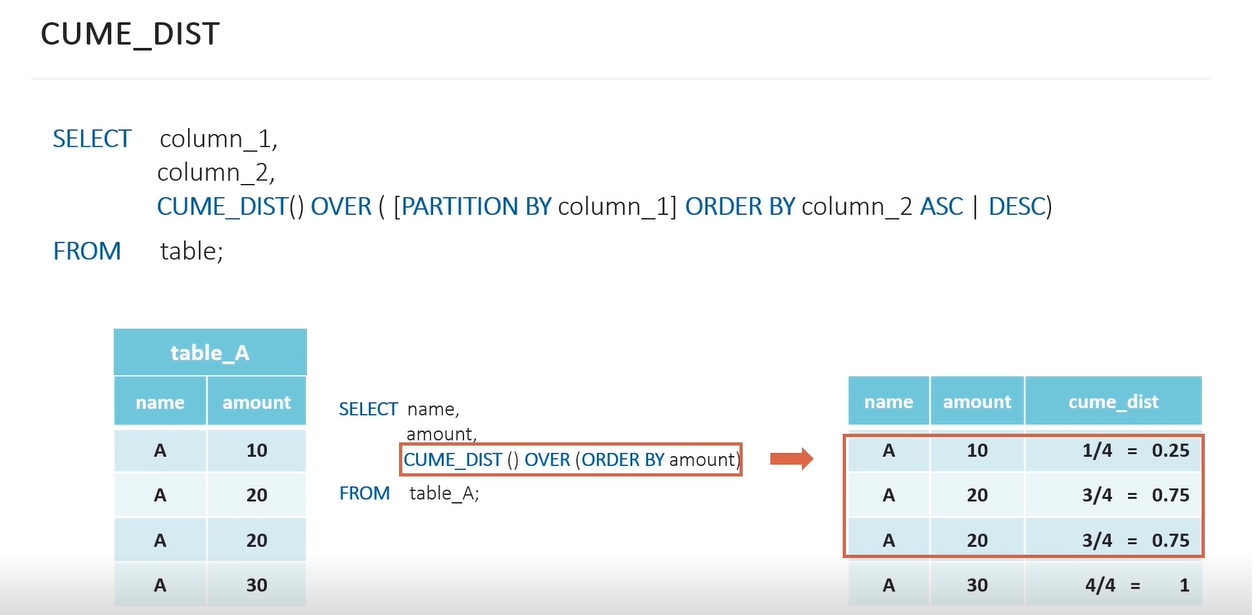 CUME_DIST
SELECT column_1,
column_2,
CUME_DIST() OVER ( [PARTITION BY column_1] ORDER BY column_2 ASC | DESC)
FROM table;
table_A
name amount
A 10
A 20
A 20
A 30
SELECT name,
amount,
CUME_DIST () OVER (ORDER BY amount)
FROM table_A;
name amount cume_dist
A 10 1/4 = 0.25
A 20 3/4 = 0.75
A 20 3/4 = 0.75
A 30 4/4 = 1